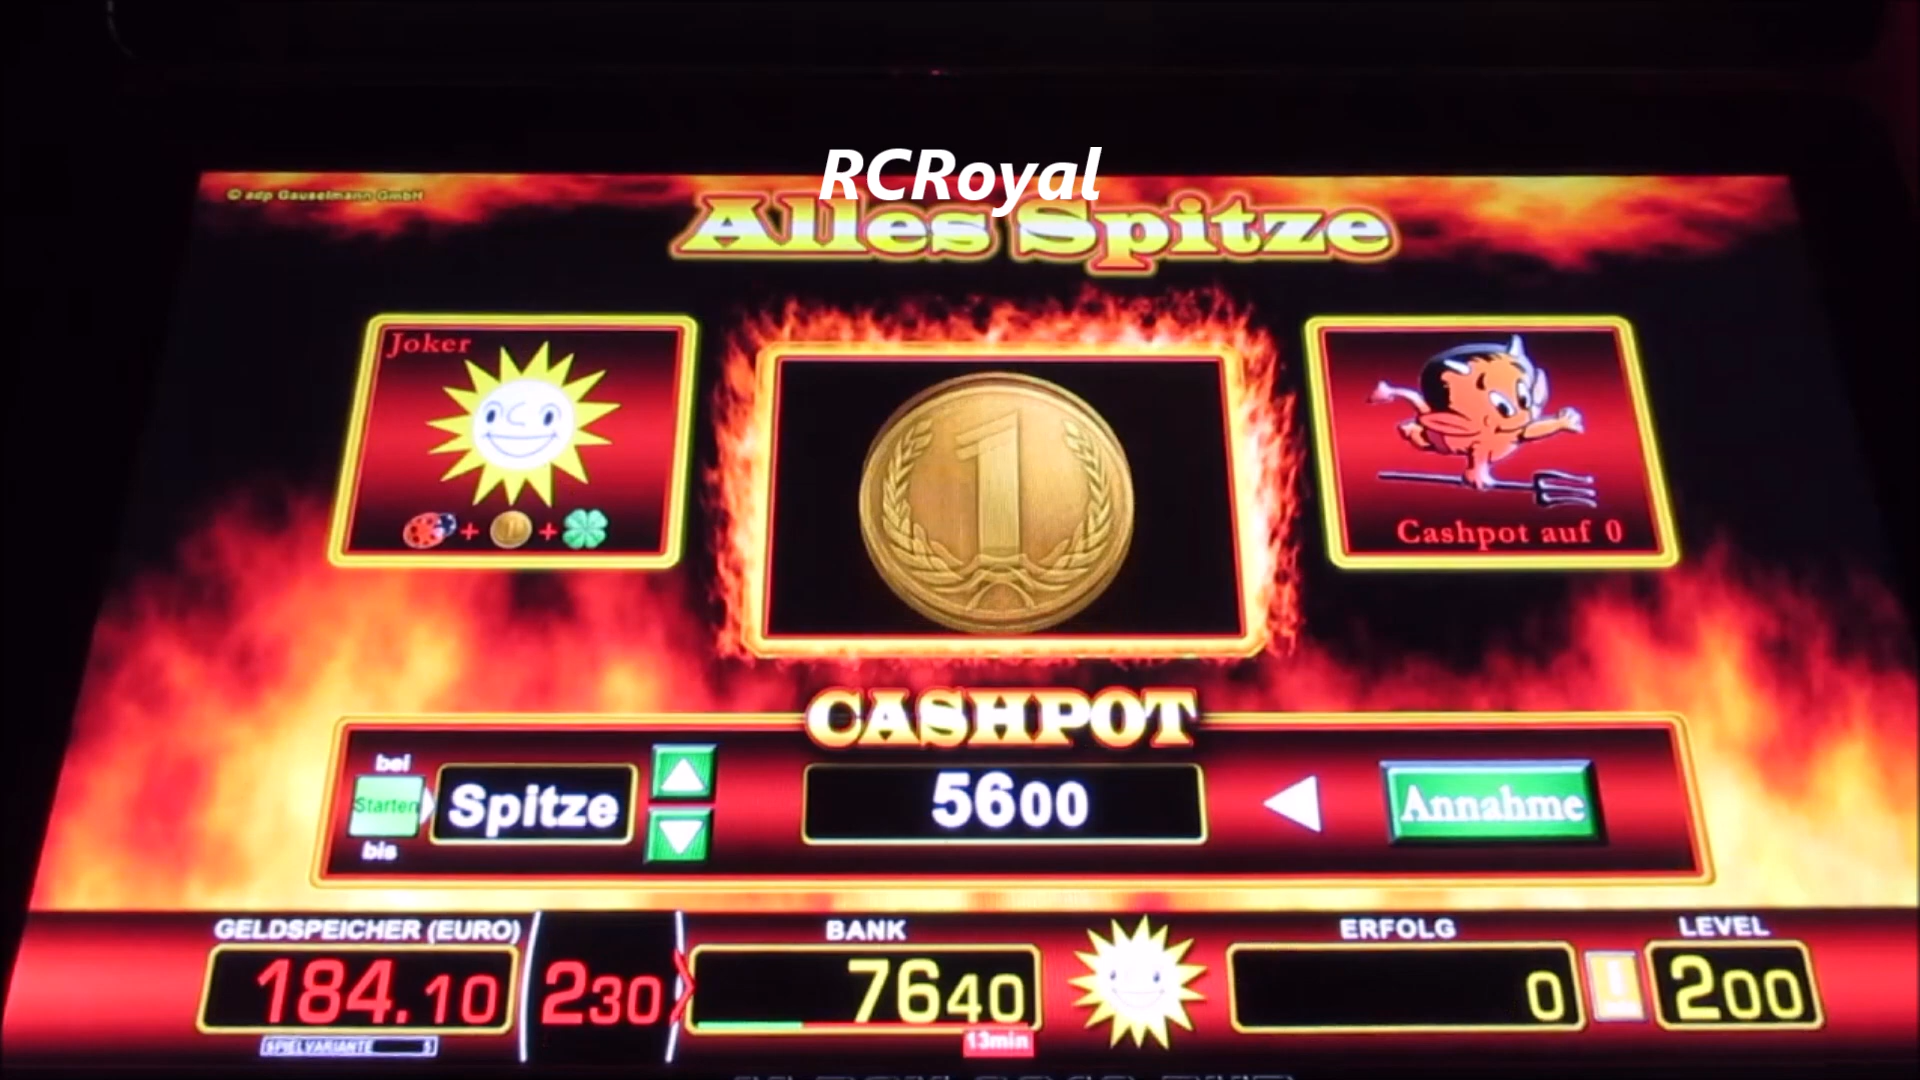 RCRoyal
© adp Gauselmann GmbH
Alles Spitze
Joker
+ +
Cashpot auf 0
CASHPOT
bei
Starten
bis
Spitze
5600
Annahme
GELDSPEICHER (EURO)
BANK
ERFOLG
LEVEL
184.10
230
7640
0
200
SPIELVARIANTE 5
13min